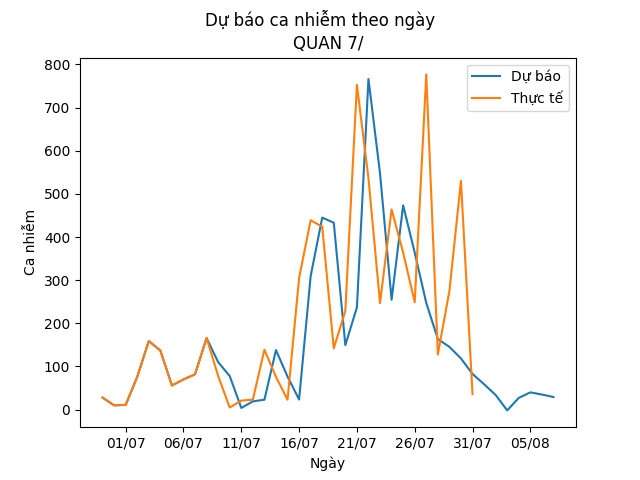 Dự báo ca nhiễm theo ngày
QUAN 7/
Ca nhiễm
800
700
600
500
400
300
200
100
0
Dự báo
Thực tế
01/07
06/07
11/07
16/07
21/07
26/07
31/07
05/08
Ngày